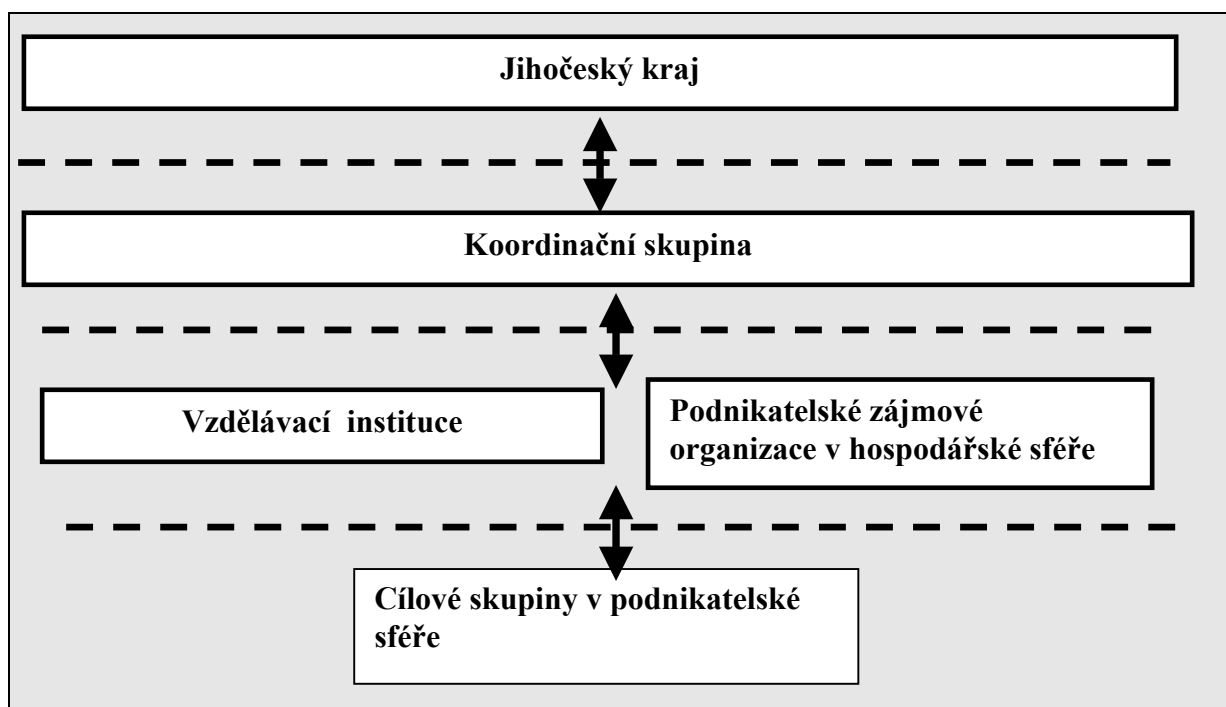 Jihočeský kraj
Koordinační skupina
Vzdělávací instituce
Podnikatelské zájmové
organizace v hospodářské sféře
Cílové skupiny v podnikatelské
sféře